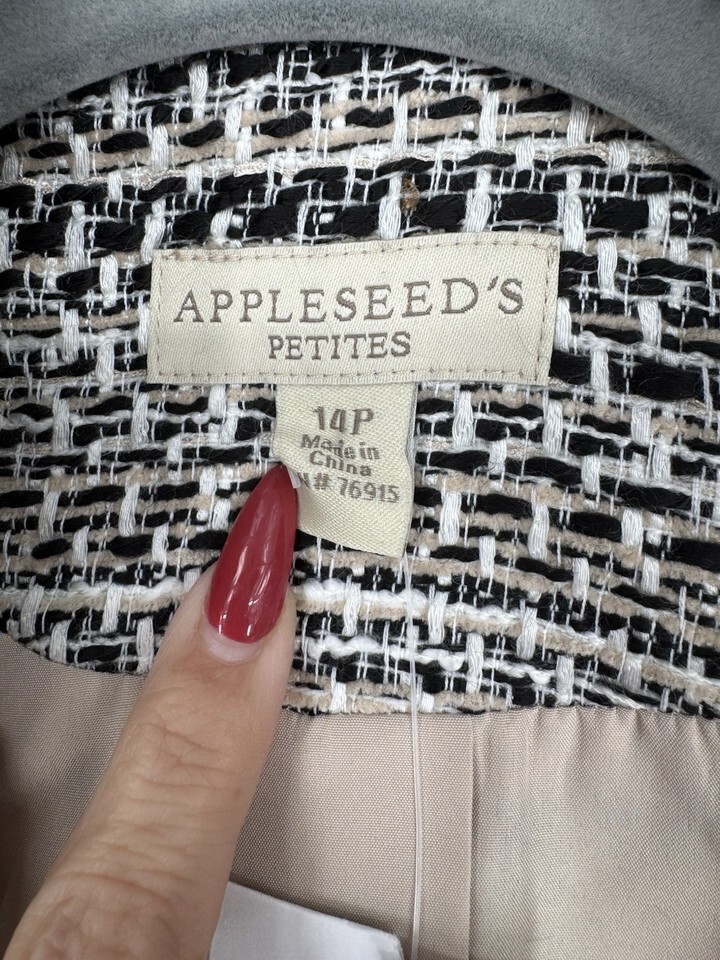 APPLESEED'S
PETITES
14P
Made in
China
N# 76915